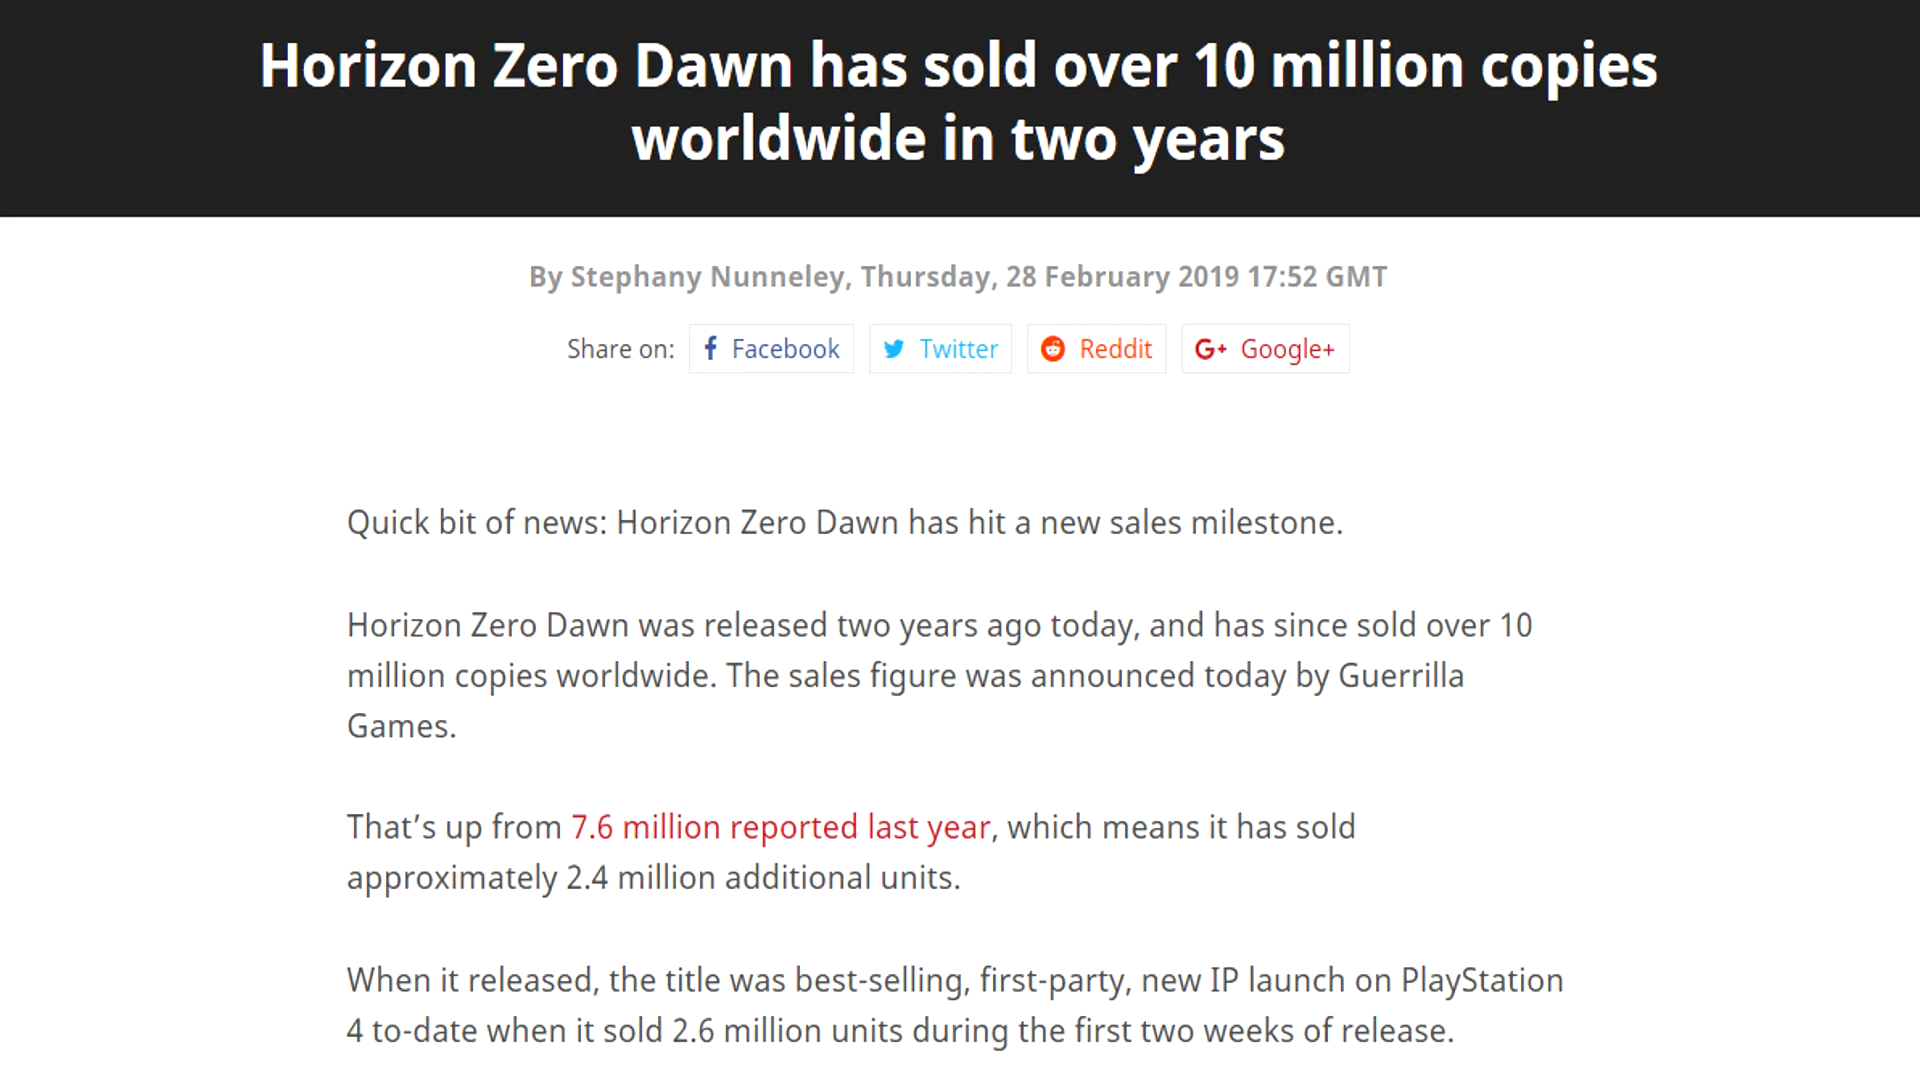 Horizon Zero Dawn has sold over 10 million copies
worldwide in two years
By Stephany Nunneley, Thursday, 28 February 2019 17:52 GMT
Share on: Facebook Twitter Reddit G+ Google+
Quick bit of news: Horizon Zero Dawn has hit a new sales milestone.
Horizon Zero Dawn was released two years ago today, and has since sold over 10
million copies worldwide. The sales figure was announced today by Guerrilla
Games.
That’s up from 7.6 million reported last year, which means it has sold
approximately 2.4 million additional units.
When it released, the title was best-selling, first-party, new IP launch on PlayStation
4 to-date when it sold 2.6 million units during the first two weeks of release.